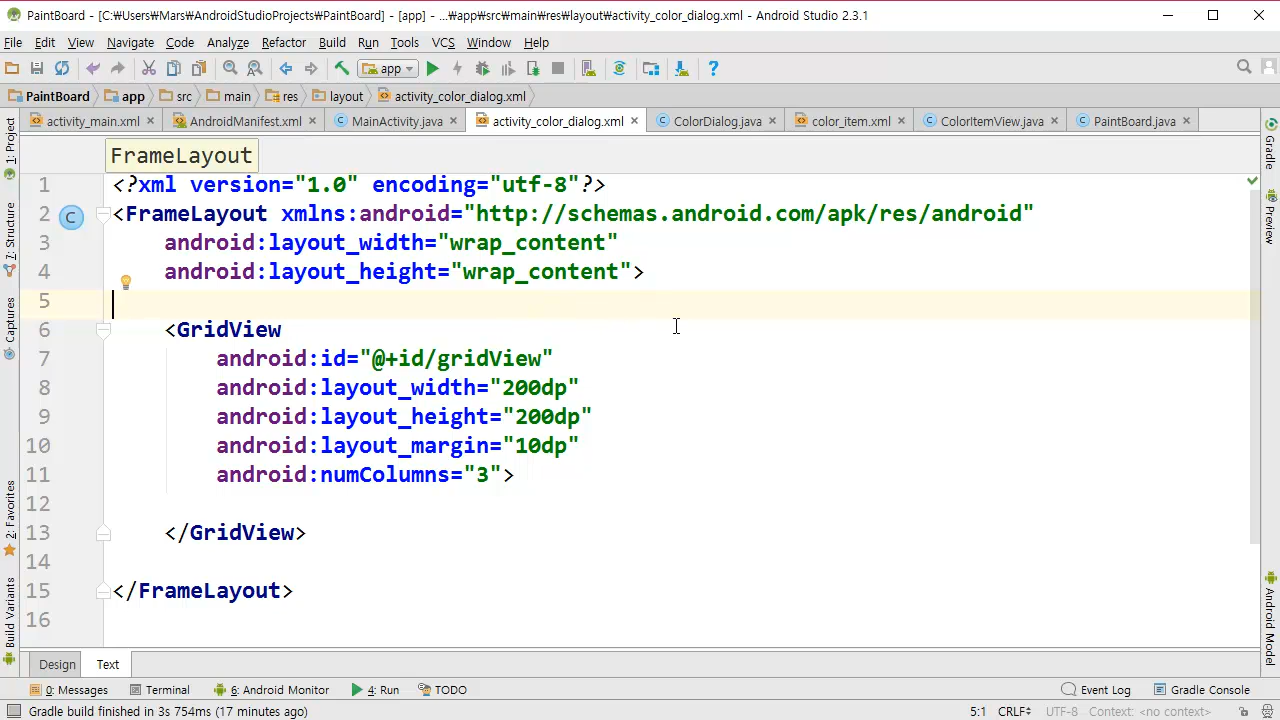 PaintBoard - [C:\Users\Mars\AndroidStudioProjects\PaintBoard] - [app] - ...\app\src\main\res\layout\activity_color_dialog.xml - Android Studio 2.3.1
File Edit View Navigate Code Analyze Refactor Build Run Tools VCS Window Help
app
PaintBoard app src main res layout activity_color_dialog.xml
activity_main.xml AndroidManifest.xml MainActivity.java activity_color_dialog.xml ColorDialog.java color_item.xml ColorItemView.java PaintBoard.java
1: Project
7: Structure
Captures
2: Favorites
Build Variants
FrameLayout
1 <?xml version="1.0" encoding="utf-8"?>
2 <FrameLayout xmlns:android="http://schemas.android.com/apk/res/android"
3 android:layout_width="wrap_content"
4 android:layout_height="wrap_content">
5
6 <GridView
7 android:id="@+id/gridView"
8 android:layout_width="200dp"
9 android:layout_height="200dp"
10 android:layout_margin="10dp"
11 android:numColumns="3">
12
13 </GridView>
14
15 </FrameLayout>
16
Gradle
Preview
Android Model
Design Text
0: Messages Terminal 6: Android Monitor 4: Run TODO Event Log Gradle Console
Gradle build finished in 3s 754ms (17 minutes ago) 5:1 CRLF UTF-8 Context: <no context>